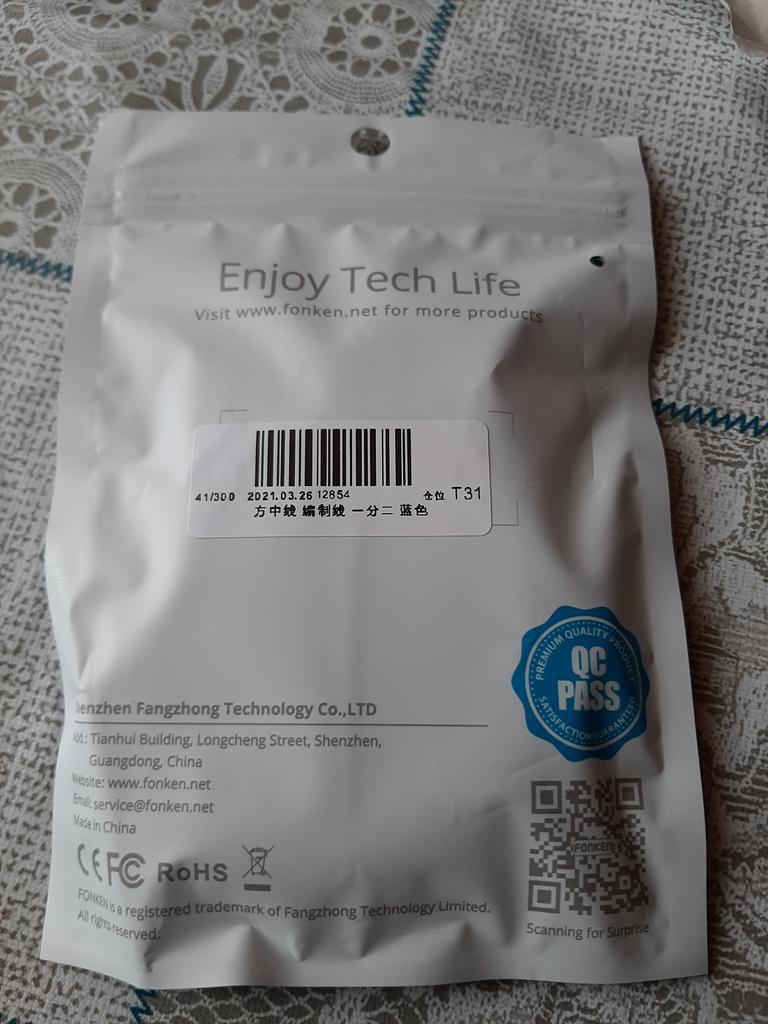 Enjoy Tech Life
Visit www.fonken.net for more products
41/300 2021.03.26 12854 仓位 T31
方中线 编制线 一分二 蓝色
PREMIUM QUALITY PRODUCT
QC
PASS
SATISFACTION GUARANTEED
Shenzhen Fangzhong Technology Co.,LTD
Add.: Tianhui Building, Longcheng Street, Shenzhen,
Guangdong, China
Website: www.fonken.net
Email: service@fonken.net
Made in China
CE FC RoHS
FONKEN
FONKEN is a registered trademark of Fangzhong Technology Limited.
All rights reserved.
Scanning for Surprise